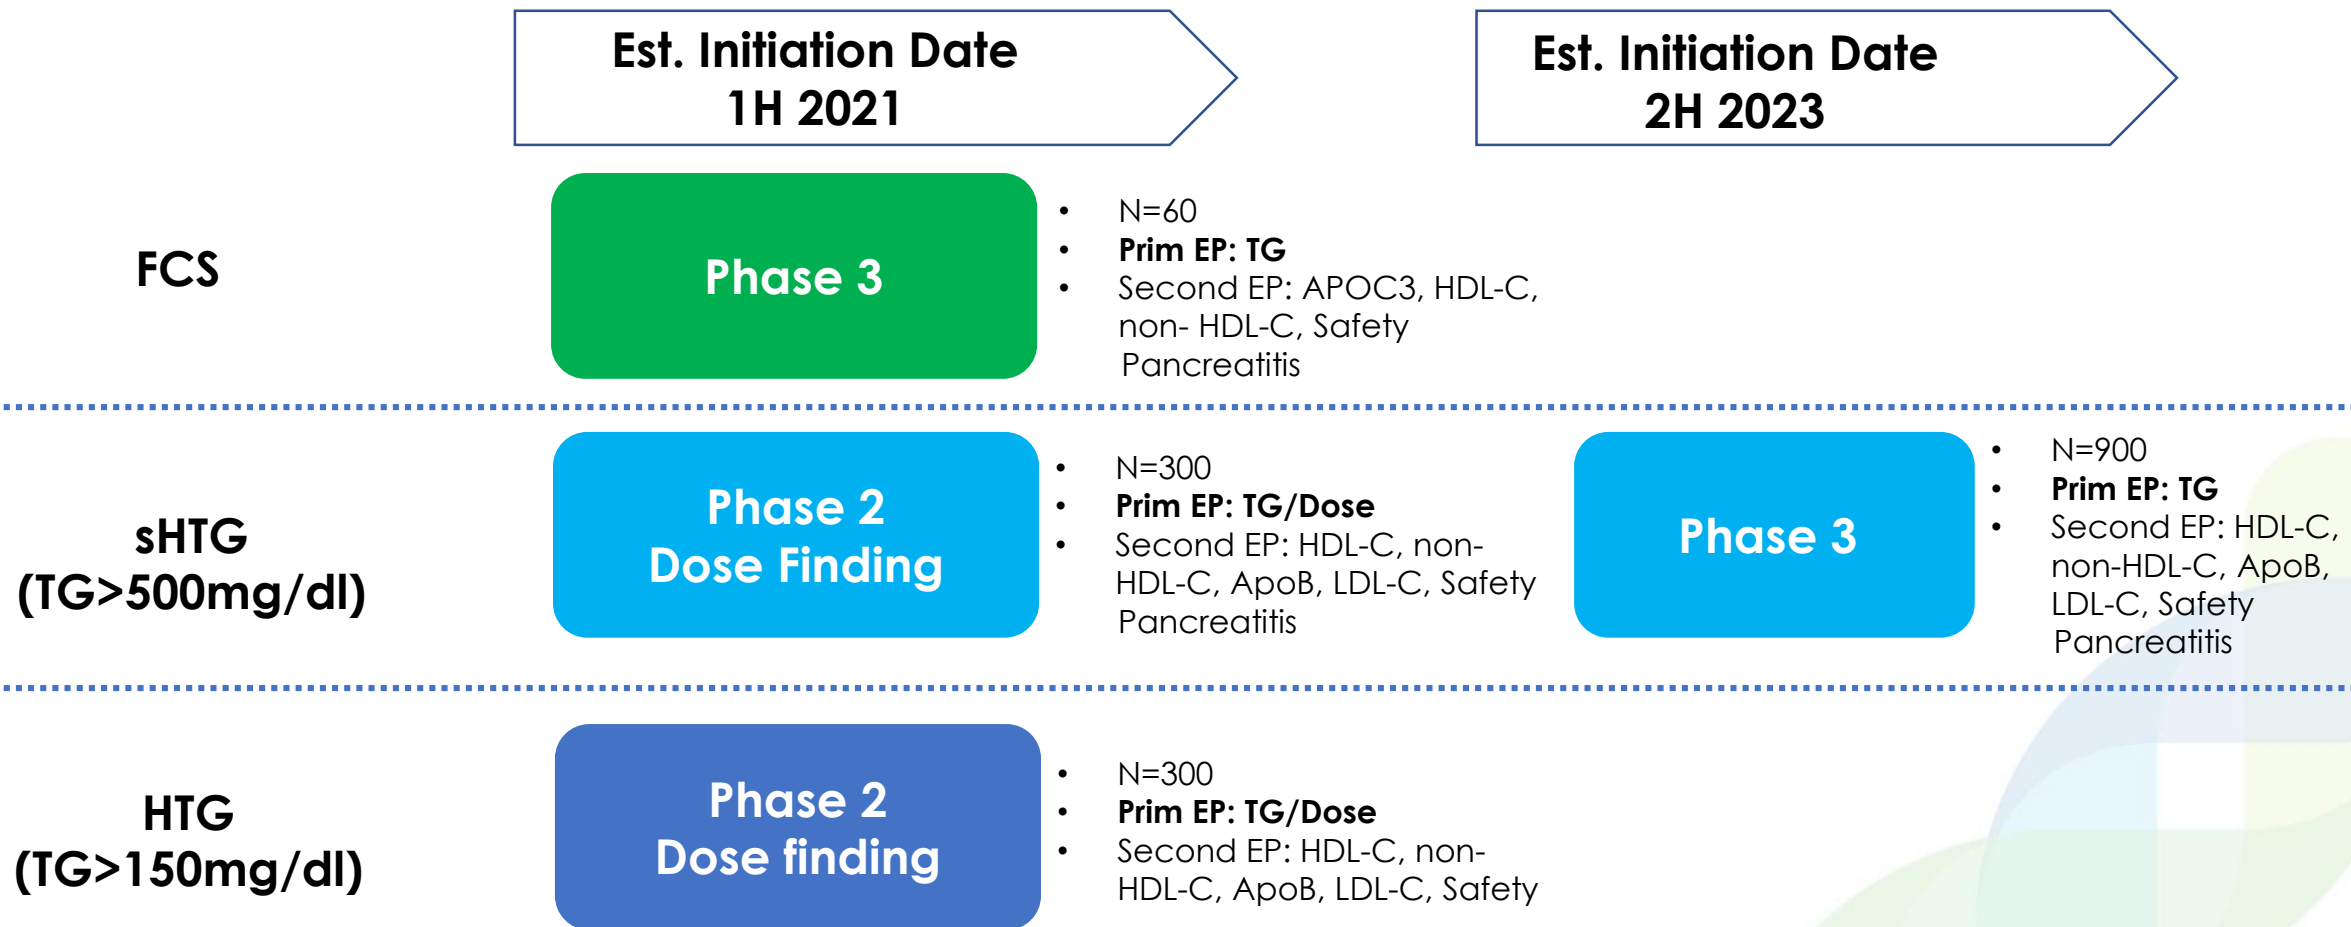 Est. Initiation Date
1H 2021
Est. Initiation Date
2H 2023
FCS
Phase 3
• N=60
• Prim EP: TG
• Second EP: APOC3, HDL-C,
non- HDL-C, Safety
Pancreatitis
sHTG
(TG>500mg/dl)
Phase 2
Dose Finding
• N=300
• Prim EP: TG/Dose
• Second EP: HDL-C, non-
HDL-C, ApoB, LDL-C, Safety
Pancreatitis
Phase 3
• N=900
• Prim EP: TG
• Second EP: HDL-C,
non-HDL-C, ApoB,
LDL-C, Safety
Pancreatitis
HTG
(TG>150mg/dl)
Phase 2
Dose finding
• N=300
• Prim EP: TG/Dose
• Second EP: HDL-C, non-
HDL-C, ApoB, LDL-C, Safety